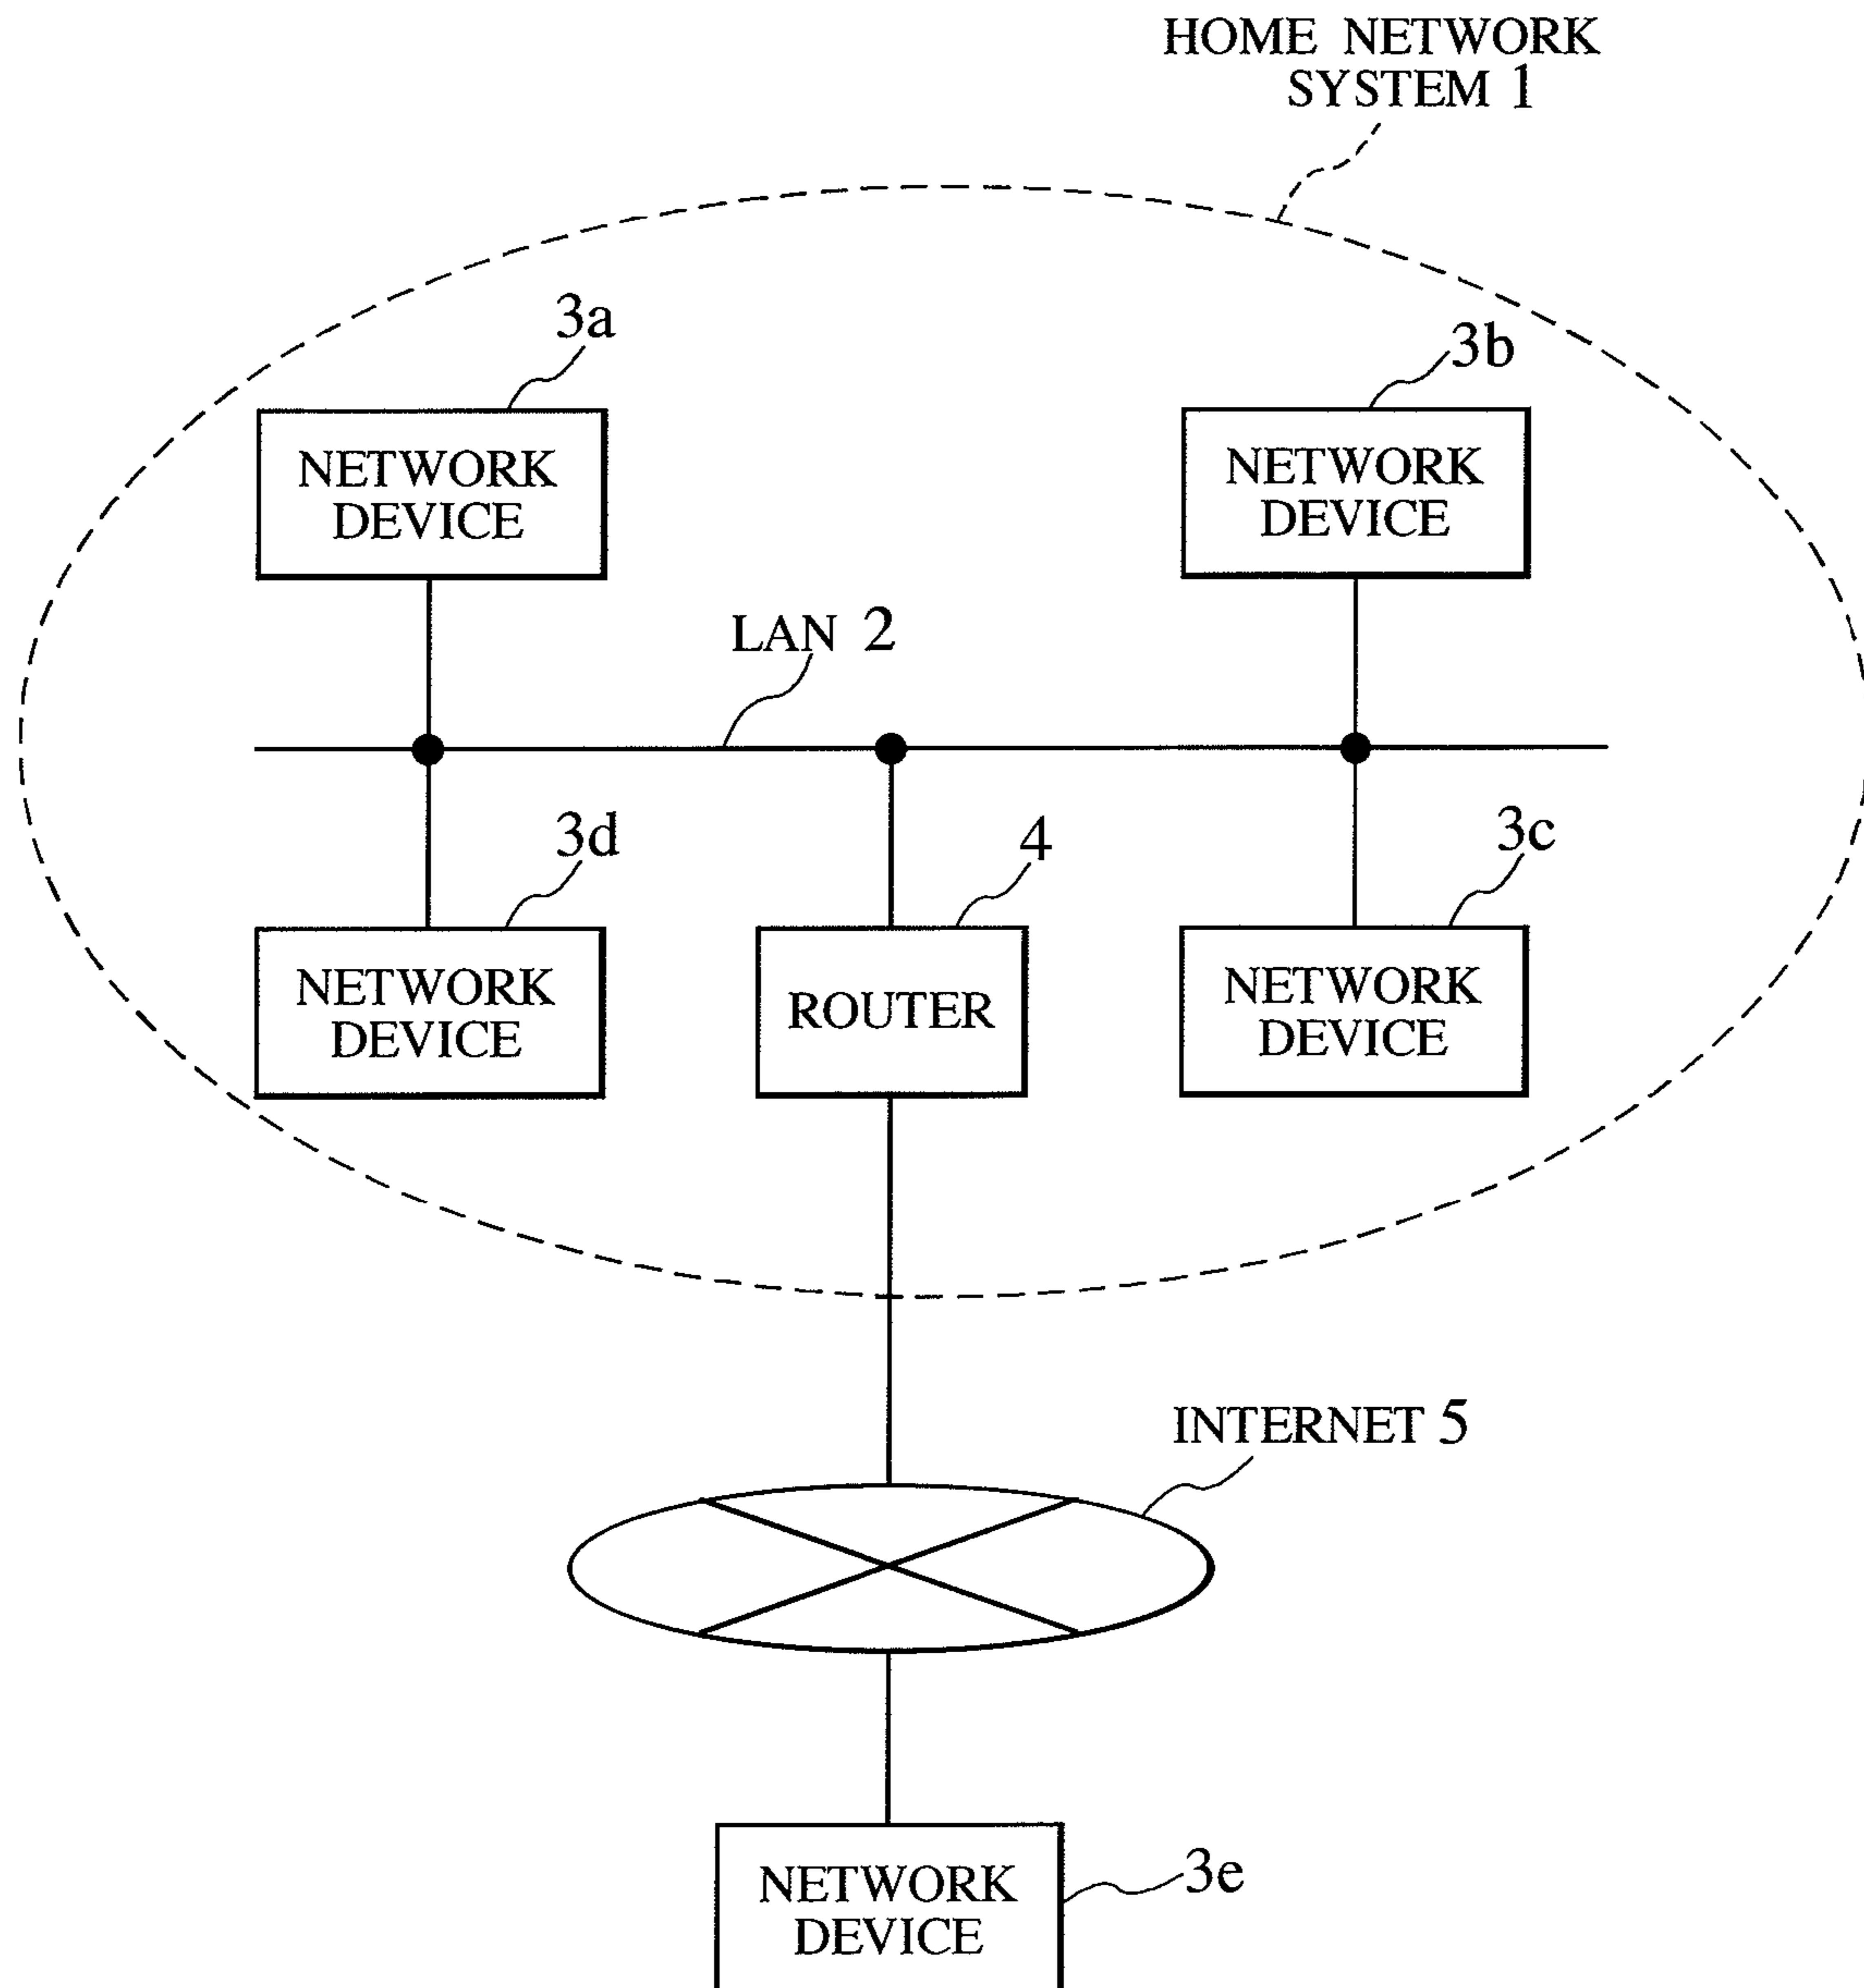 HOME NETWORK
SYSTEM 1
3a
3b
NETWORK
DEVICE
NETWORK
DEVICE
LAN 2
3d
4
3c
NETWORK
DEVICE
ROUTER
NETWORK
DEVICE
INTERNET 5
NETWORK
DEVICE
3e